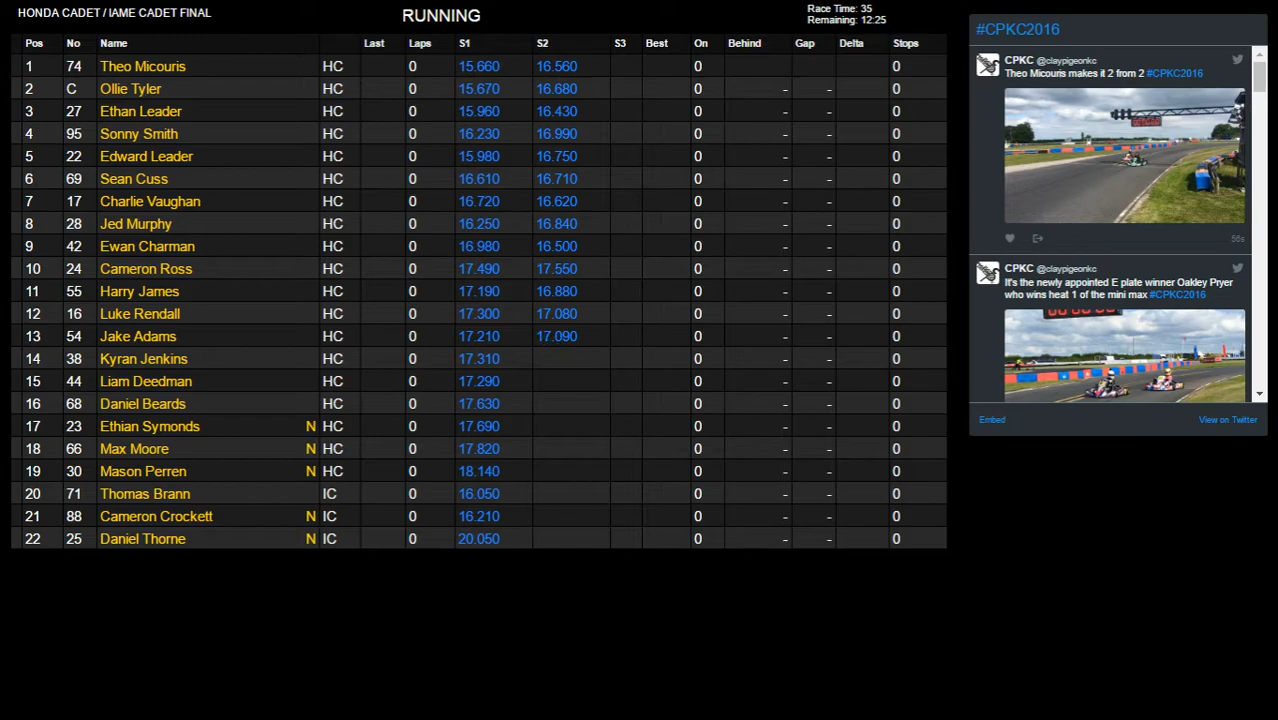 HONDA CADET / IAME CADET FINAL
RUNNING
Race Time: 35
Remaining: 12:25
Pos No Name Last Laps S1 S2 S3 Best On Behind Gap Delta Stops
1 74 Theo Micouris HC 0 15.660 16.560 0 0
2 C Ollie Tyler HC 0 15.670 16.680 0 - - 0
3 27 Ethan Leader HC 0 15.960 16.430 0 - - 0
4 95 Sonny Smith HC 0 16.230 16.990 0 - - 0
5 22 Edward Leader HC 0 15.980 16.750 0 - - 0
6 69 Sean Cuss HC 0 16.610 16.710 0 - - 0
7 17 Charlie Vaughan HC 0 16.720 16.620 0 - - 0
8 28 Jed Murphy HC 0 16.250 16.840 0 - - 0
9 42 Ewan Charman HC 0 16.980 16.500 0 - - 0
10 24 Cameron Ross HC 0 17.490 17.550 0 - - 0
11 55 Harry James HC 0 17.190 16.880 0 - - 0
12 16 Luke Rendall HC 0 17.300 17.080 0 - - 0
13 54 Jake Adams HC 0 17.210 17.090 0 - - 0
14 38 Kyran Jenkins HC 0 17.310 0 - - 0
15 44 Liam Deedman HC 0 17.290 0 - - 0
16 68 Daniel Beards HC 0 17.630 0 - - 0
17 23 Ethian Symonds N HC 0 17.690 0 - - 0
18 66 Max Moore N HC 0 17.820 0 - - 0
19 30 Mason Perren N HC 0 18.140 0 - - 0
20 71 Thomas Brann IC 0 16.050 0 - - 0
21 88 Cameron Crockett N IC 0 16.210 0 - - 0
22 25 Daniel Thorne N IC 0 20.050 0 - - 0
#CPKC2016
CPKC @claypigeonkc
Theo Micouris makes it 2 from 2 #CPKC2016
56s
CPKC @claypigeonkc
It's the newly appointed E plate winner Oakley Pryer
who wins heat 1 of the mini max #CPKC2016
Embed
View on Twitter